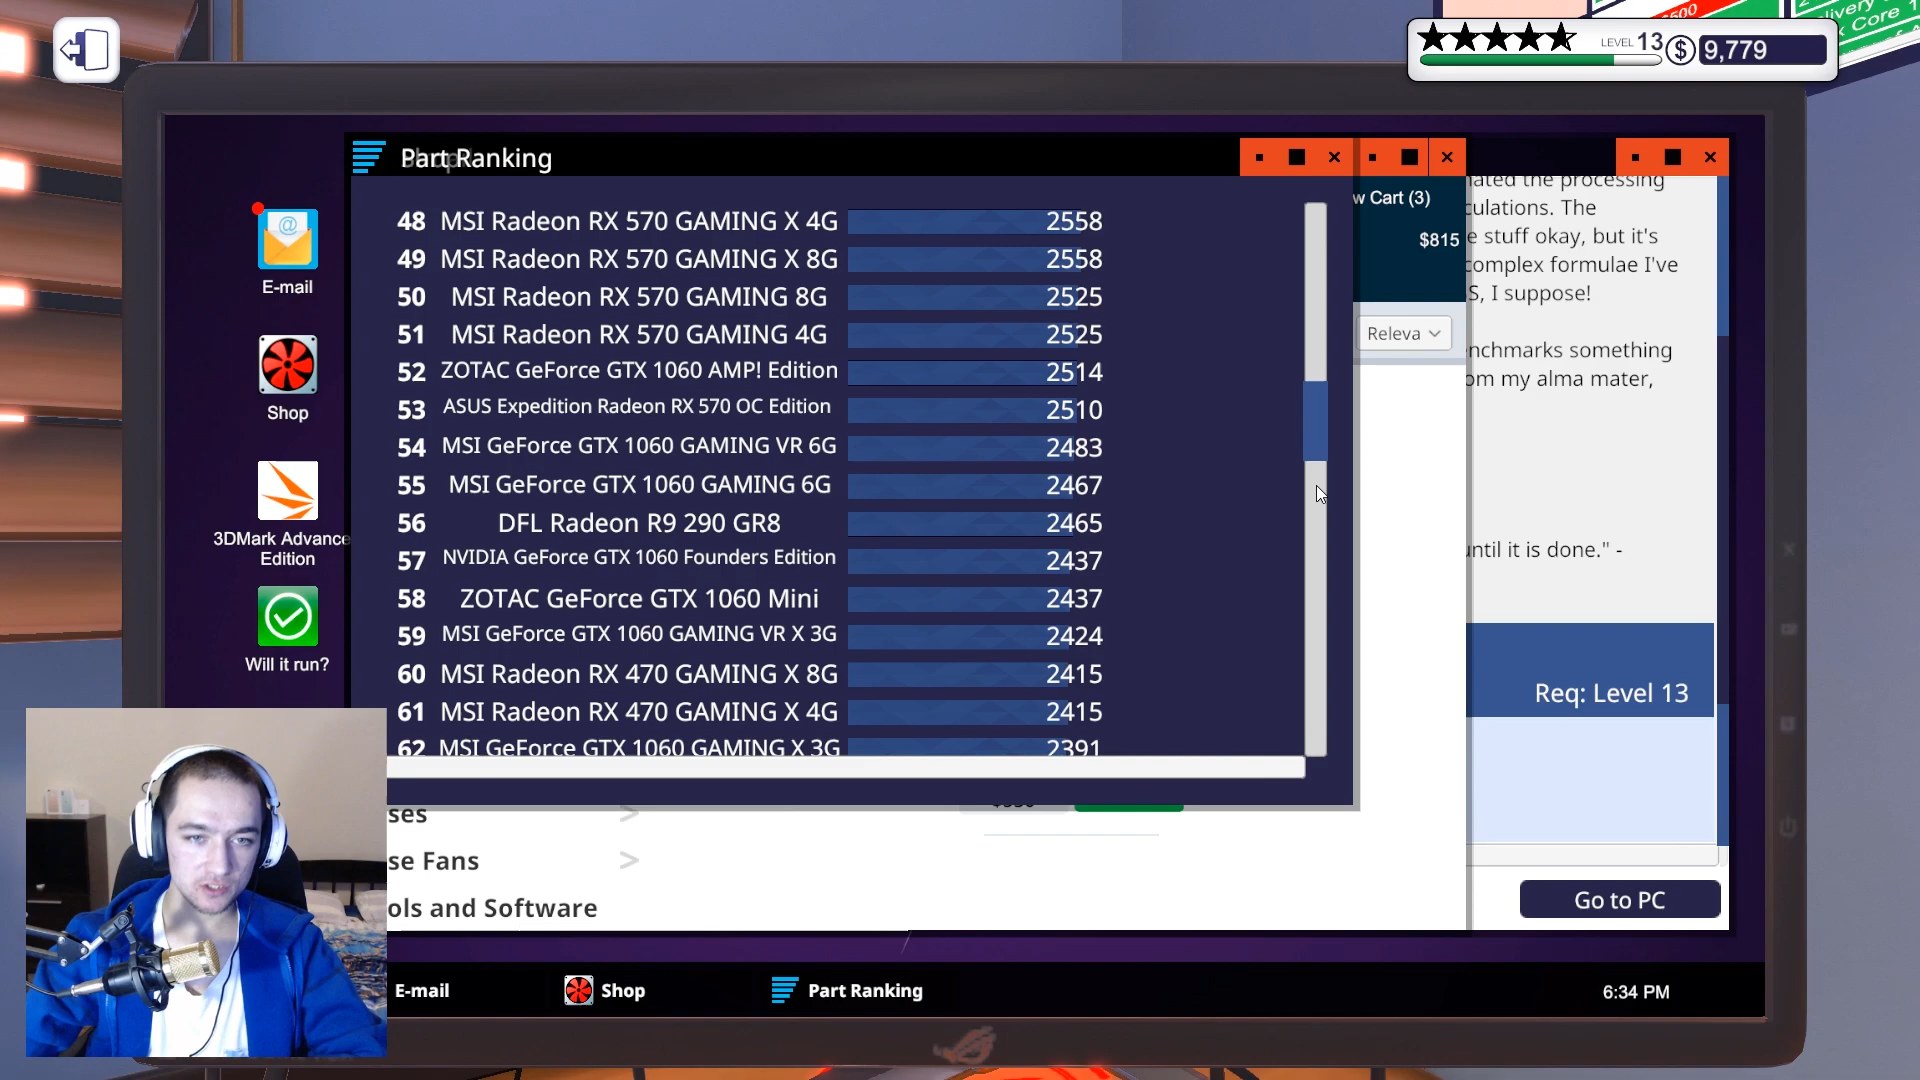 LEVEL 13 $ 9,779
$500
Core 1
Part Ranking
48 MSI Radeon RX 570 GAMING X 4G 2558
49 MSI Radeon RX 570 GAMING X 8G 2558
50 MSI Radeon RX 570 GAMING 8G 2525
51 MSI Radeon RX 570 GAMING 4G 2525
52 ZOTAC GeForce GTX 1060 AMP! Edition 2514
53 ASUS Expedition Radeon RX 570 OC Edition 2510
54 MSI GeForce GTX 1060 GAMING VR 6G 2483
55 MSI GeForce GTX 1060 GAMING 6G 2467
56 DFL Radeon R9 290 GR8 2465
57 NVIDIA GeForce GTX 1060 Founders Edition 2437
58 ZOTAC GeForce GTX 1060 Mini 2437
59 MSI GeForce GTX 1060 GAMING VR X 3G 2424
60 MSI Radeon RX 470 GAMING X 8G 2415
61 MSI Radeon RX 470 GAMING X 4G 2415
62 MSI GeForce GTX 1060 GAMING X 3G 2391
w Cart (3)
$815
Releva
ated the processing
culations. The
e stuff okay, but it's
complex formulae I've
S, I suppose!
nchmarks something
om my alma mater,
until it is done." -
Req: Level 13
Go to PC
E-mail
Shop
3DMark Advance
Edition
Will it run?
ses >
se Fans >
ols and Software
E-mail
Shop
Part Ranking
6:34 PM